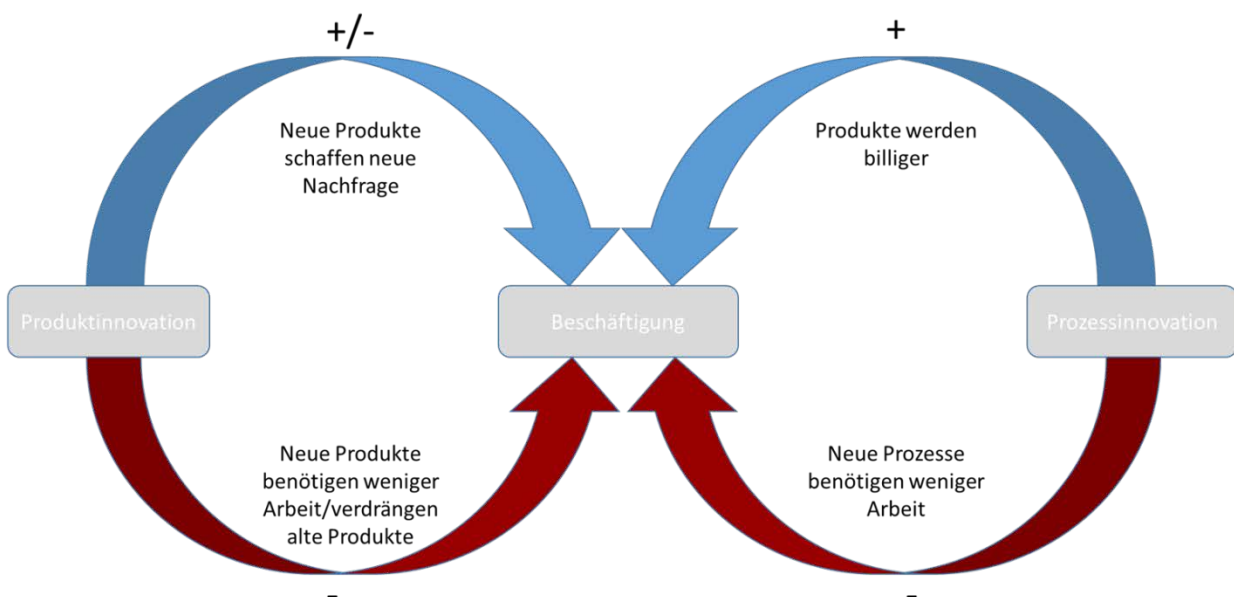 +/-
+
Neue Produkte
schaffen neue
Nachfrage
Produkte werden
billiger
Produktinnovation
Beschäftigung
Prozessinnovation
Neue Produkte
benötigen weniger
Arbeit/verdrängen
alte Produkte
Neue Prozesse
benötigen weniger
Arbeit
-
-